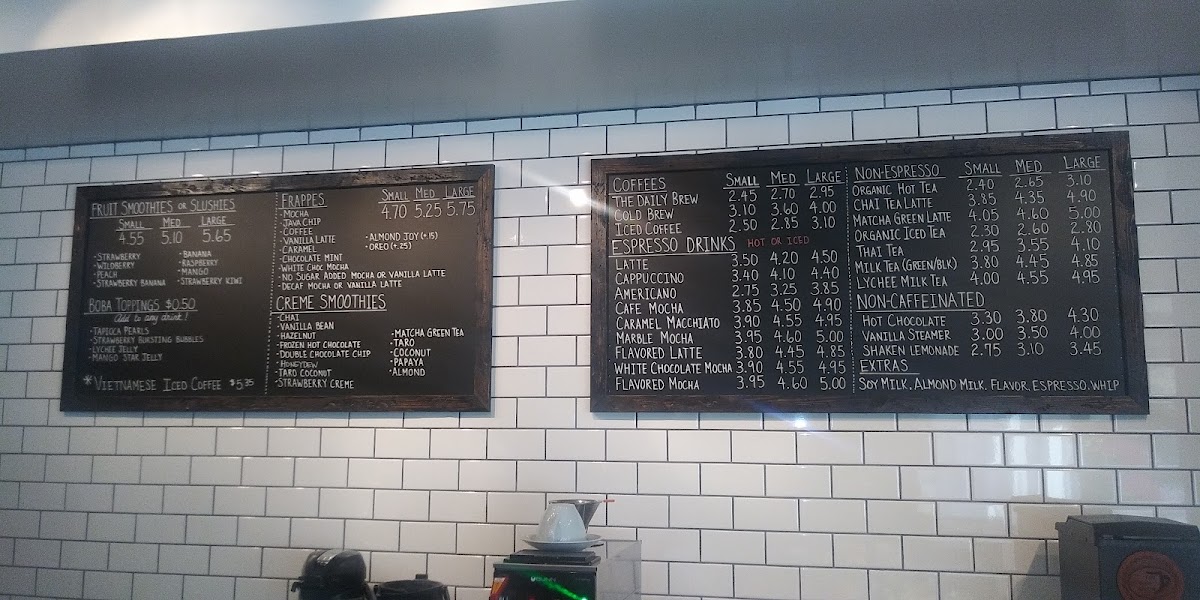 FRUIT SMOOTHIES OR SLUSHIES
SMALL MED LARGE
4.55 5.10 5.65
-STRAWBERRY
-WILDBERRY
-PEACH
-STRAWBERRY BANANA
-BANANA
-RASPBERRY
-MANGO
-STRAWBERRY KIWI
BOBA TOPPINGS $0.50
Add to any drink!
-TAPIOCA PEARLS
-STRAWBERRY BURSTING BUBBLES
-LYCHEE JELLY
-MANGO STAR JELLY
*VIETNAMESE ICED COFFEE $5.35
FRAPPES SMALL MED LARGE
4.70 5.25 5.75
-MOCHA
-JAVA CHIP
-COFFEE
-VANILLA LATTE
-CARAMEL
-CHOCOLATE MINT
-WHITE CHOC MOCHA
-NO SUGAR ADDED MOCHA OR VANILLA LATTE
-DECAF MOCHA OR VANILLA LATTE
-ALMOND JOY (+.15)
-OREO (+.25)
CREME SMOOTHIES
-CHAI
-VANILLA BEAN
-HAZELNUT
-FROZEN HOT CHOCOLATE
-DOUBLE CHOCOLATE CHIP
-HONEYDEW
-TARO COCONUT
-STRAWBERRY CREME
-MATCHA GREEN TEA
-TARO
-COCONUT
-PAPAYA
-ALMOND
COFFEES SMALL MED LARGE
THE DAILY BREW 2.45 2.70 2.95
COLD BREW 3.10 3.60 4.00
ICED COFFEE 2.50 2.85 3.10
ESPRESSO DRINKS HOT OR ICED
LATTE 3.50 4.20 4.50
CAPPUCCINO 3.40 4.10 4.40
AMERICANO 2.75 3.25 3.85
CAFE MOCHA 3.85 4.50 4.90
CARAMEL MACCHIATO 3.90 4.55 4.95
MARBLE MOCHA 3.95 4.60 5.00
FLAVORED LATTE 3.80 4.45 4.85
WHITE CHOCOLATE MOCHA 3.90 4.55 4.95
FLAVORED MOCHA 3.95 4.60 5.00
NON-ESPRESSO SMALL MED LARGE
ORGANIC HOT TEA 2.40 2.65 3.10
CHAI TEA LATTE 3.85 4.35 4.90
MATCHA GREEN LATTE 4.05 4.60 5.00
ORGANIC ICED TEA 2.30 2.60 2.80
THAI TEA 2.95 3.55 4.10
MILK TEA (GREEN/BLK) 3.80 4.45 4.85
LYCHEE MILK TEA 4.00 4.55 4.95
NON-CAFFEINATED
HOT CHOCOLATE 3.30 3.80 4.30
VANILLA STEAMER 3.00 3.50 4.00
SHAKEN LEMONADE 2.75 3.10 3.45
EXTRAS
SOY MILK, ALMOND MILK, FLAVOR, ESPRESSO, WHIP